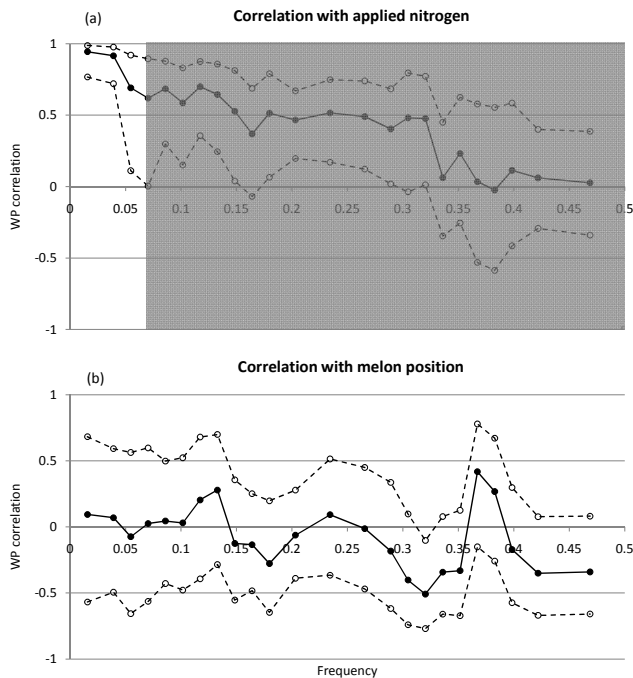 (a)
Correlation with applied nitrogen
1
0.5
0
-0.5
-1
0 0.05 0.1 0.15 0.2 0.25 0.3 0.35 0.4 0.45 0.5
WP correlation
(b)
Correlation with melon position
1
0.5
0
-0.5
-1
0 0.05 0.1 0.15 0.2 0.25 0.3 0.35 0.4 0.45 0.5
WP correlation
Frequency